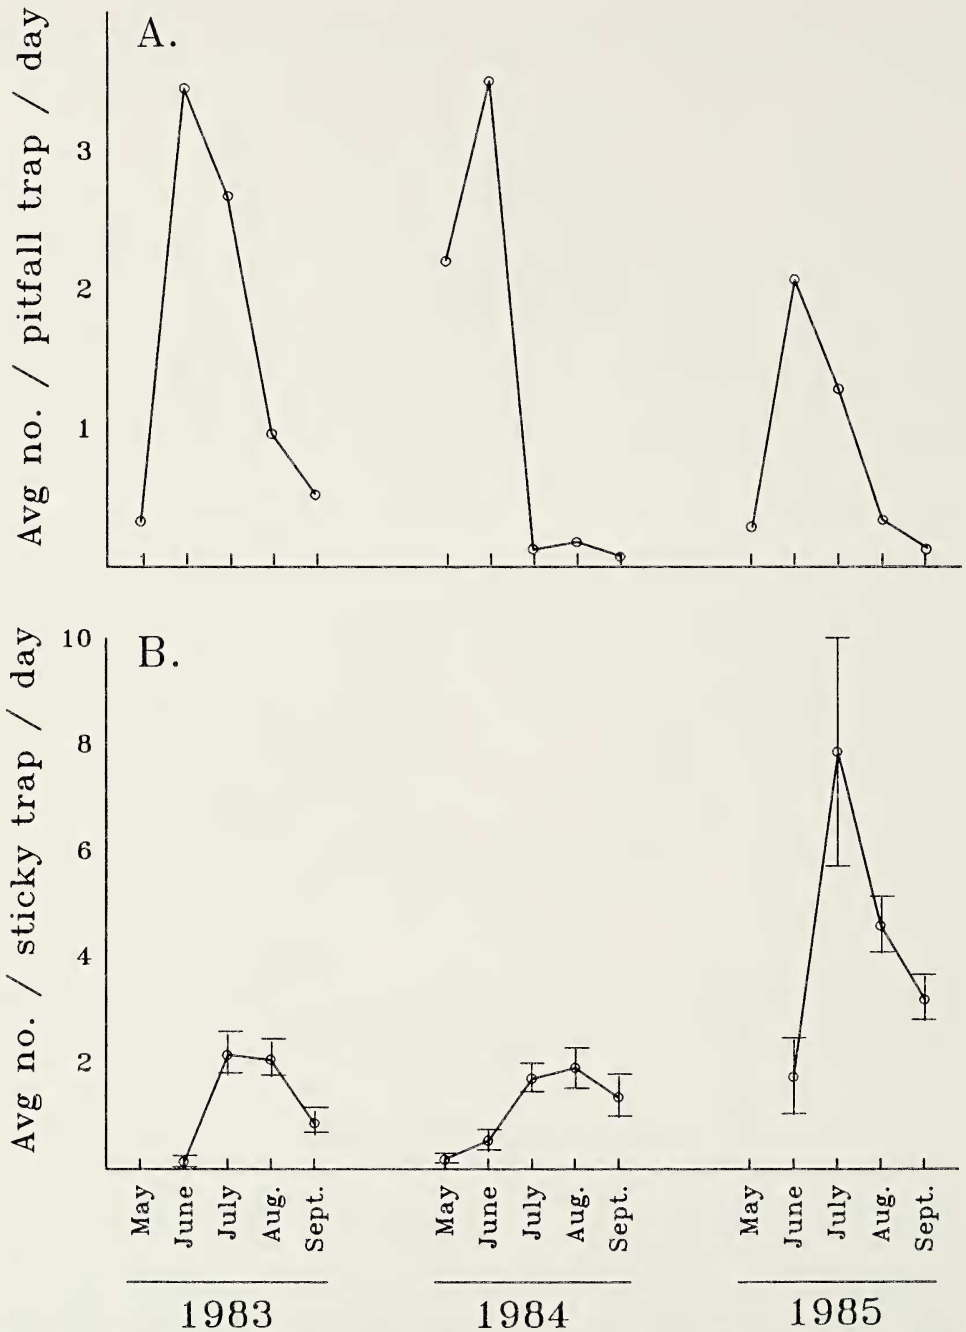 A.
Avg no. / pitfall trap / day
3
2
1
B.
Avg no. / sticky trap / day
10
8
6
4
2
May June July Aug. Sept. May June July Aug. Sept. May June July Aug. Sept.
1983 1984 1985